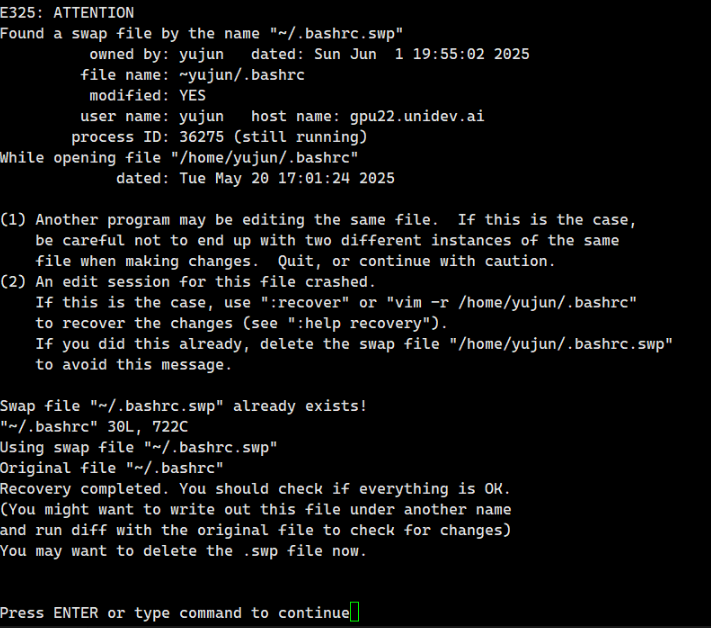 E325: ATTENTION
Found a swap file by the name "~/.bashrc.swp"
          owned by: yujun   dated: Sun Jun  1 19:55:02 2025
         file name: ~yujun/.bashrc
          modified: YES
         user name: yujun   host name: gpu22.unidev.ai
        process ID: 36275 (still running)
While opening file "/home/yujun/.bashrc"
             dated: Tue May 20 17:01:24 2025

(1) Another program may be editing the same file.  If this is the case,
    be careful not to end up with two different instances of the same
    file when making changes.  Quit, or continue with caution.
(2) An edit session for this file crashed.
    If this is the case, use ":recover" or "vim -r /home/yujun/.bashrc"
    to recover the changes (see ":help recovery").
    If you did this already, delete the swap file "/home/yujun/.bashrc.swp"
    to avoid this message.

Swap file "~/.bashrc.swp" already exists!
"~/.bashrc" 30L, 722C
Using swap file "~/.bashrc.swp"
Original file "~/.bashrc"
Recovery completed. You should check if everything is OK.
(You might want to write out this file under another name
and run diff with the original file to check for changes)
You may want to delete the .swp file now.

Press ENTER or type command to continue